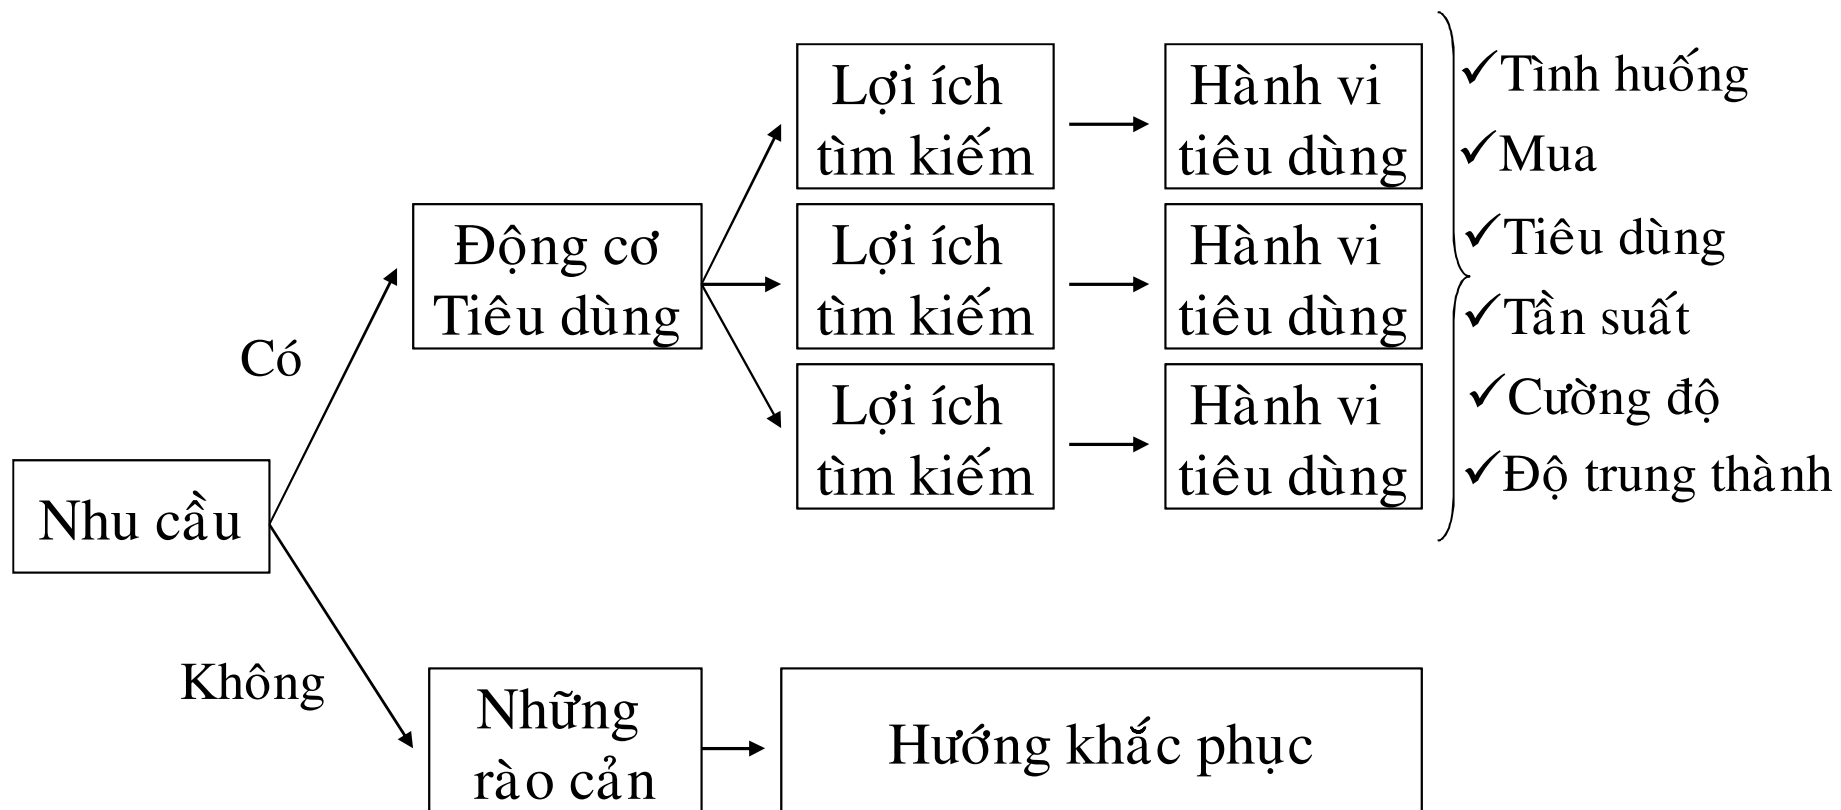 Lợi ích
tìm kiếm
Hành vi
tiêu dùng
Tình huống
Mua
Động cơ
Tiêu dùng
Lợi ích
tìm kiếm
Hành vi
tiêu dùng
Tiêu dùng
Tần suất
Có
Lợi ích
tìm kiếm
Hành vi
tiêu dùng
Cường độ
Độ trung thành
Nhu cầu
Không
Những
rào cản
Hướng khắc phục